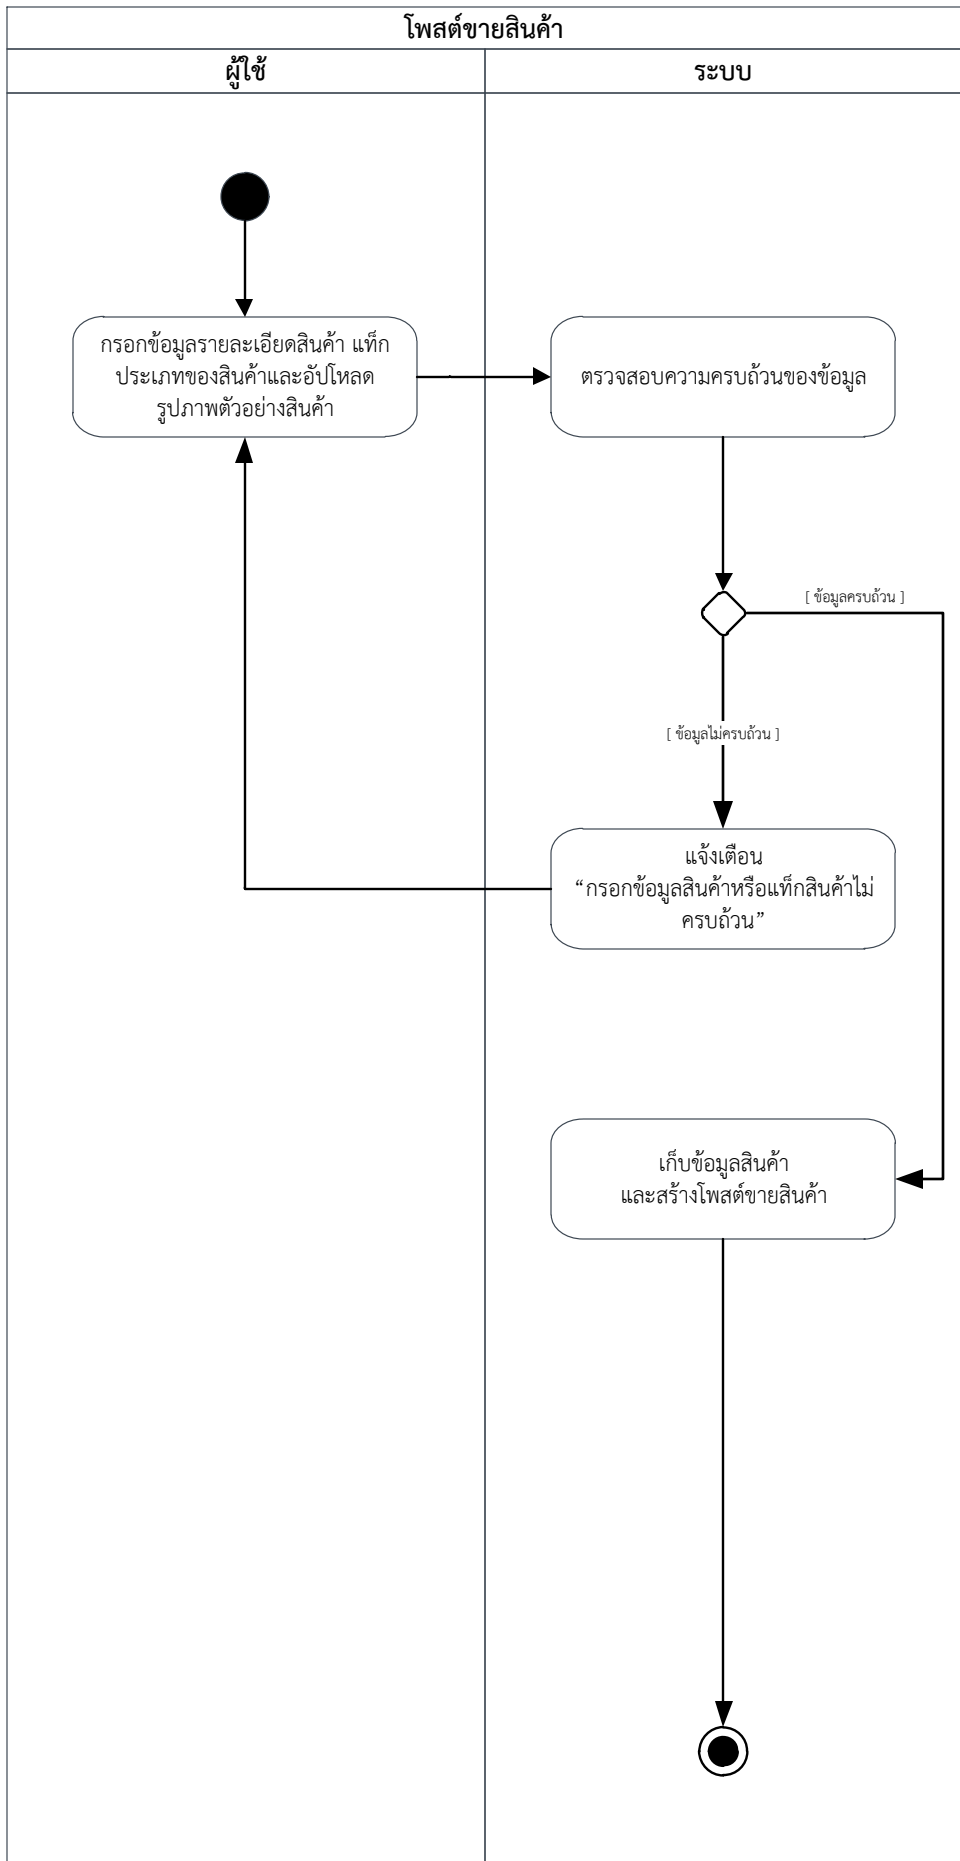 โพสต์ขายสินค้า
ผู้ใช้
ระบบ
กรอกข้อมูลรายละเอียดสินค้า แท็ก
ประเภทของสินค้าและอัปโหลด
รูปภาพตัวอย่างสินค้า
ตรวจสอบความครบถ้วนของข้อมูล
[ ข้อมูลครบถ้วน ]
[ ข้อมูลไม่ครบถ้วน ]
แจ้งเตือน
“กรอกข้อมูลสินค้าหรือแท็กสินค้าไม่
ครบถ้วน”
เก็บข้อมูลสินค้า
และสร้างโพสต์ขายสินค้า